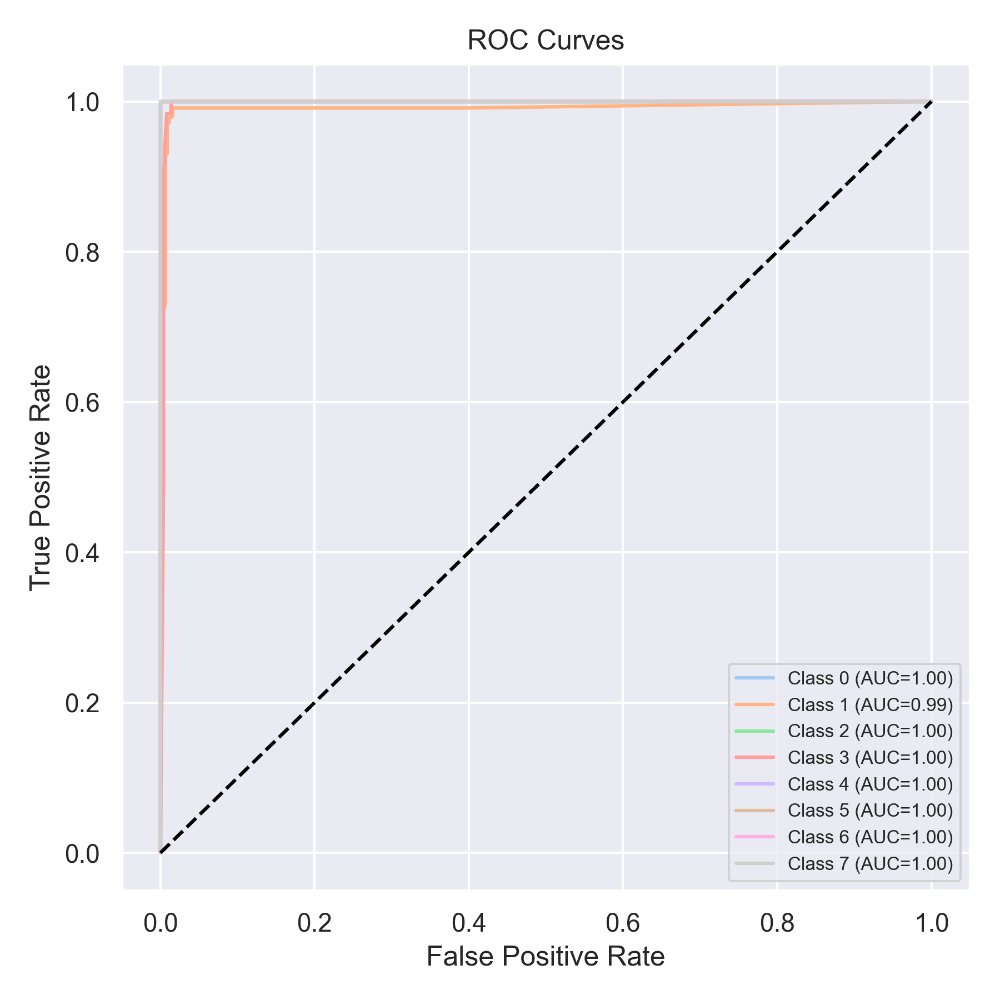 ROC Curves
True Positive Rate
1.0
0.8
0.6
0.4
0.2
0.0
Class 0 (AUC=1.00)
Class 1 (AUC=0.99)
Class 2 (AUC=1.00)
Class 3 (AUC=1.00)
Class 4 (AUC=1.00)
Class 5 (AUC=1.00)
Class 6 (AUC=1.00)
Class 7 (AUC=1.00)
0.0 0.2 0.4 0.6 0.8 1.0
False Positive Rate